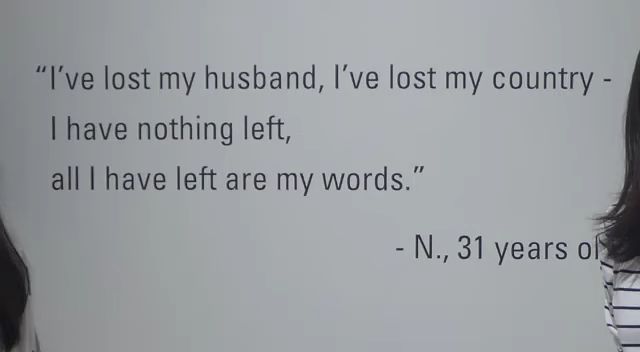 “I’ve lost my husband, I’ve lost my country -
I have nothing left,
all I have left are my words.”
- N., 31 years